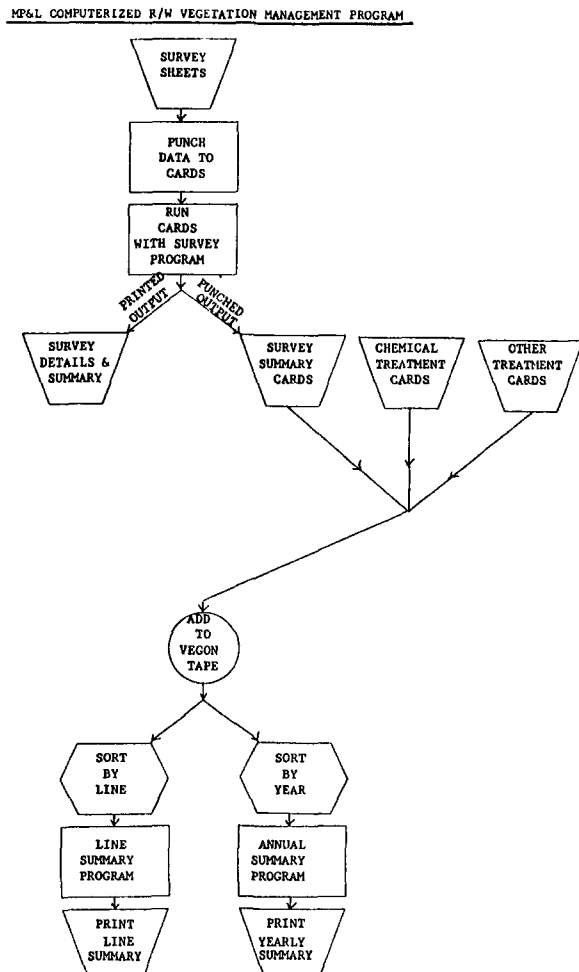 MP&L COMPUTERIZED R/W VEGETATION MANAGEMENT PROGRAM
SURVEY
SHEETS
PUNCH
DATA TO
CARDS
RUN
CARDS
WITH SURVEY
PROGRAM
PRINTED
OUTPUT
PUNCHED
OUTPUT
SURVEY
DETAILS &
SUMMARY
SURVEY
SUMMARY
CARDS
CHEMICAL
TREATMENT
CARDS
OTHER
TREATMENT
CARDS
ADD
TO
VEGON
TAPE
SORT
BY
LINE
SORT
BY
YEAR
LINE
SUMMARY
PROGRAM
ANNUAL
SUMMARY
PROGRAM
PRINT
LINE
SUMMARY
PRINT
YEARLY
SUMMARY